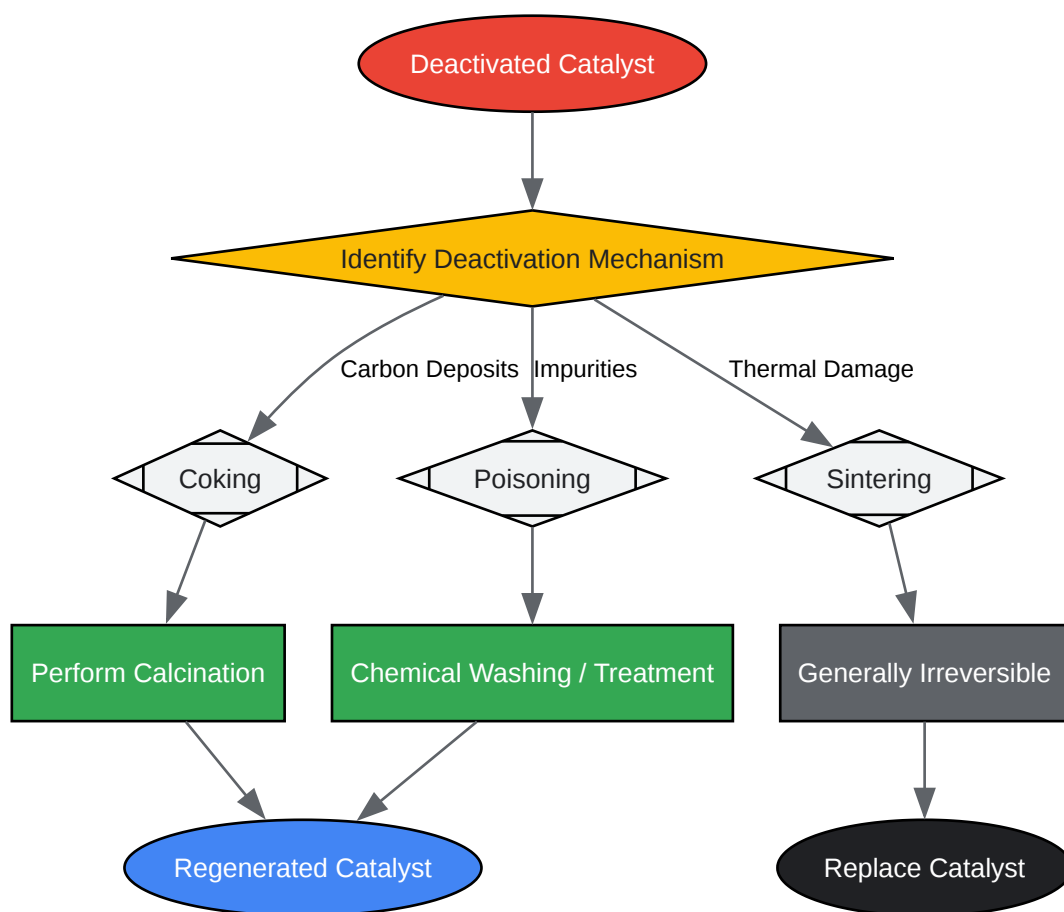 Deactivated Catalyst
Identify Deactivation Mechanism
Carbon Deposits
Impurities
Thermal Damage
Coking
Poisoning
Sintering
Perform Calcination
Chemical Washing / Treatment
Generally Irreversible
Regenerated Catalyst
Replace Catalyst